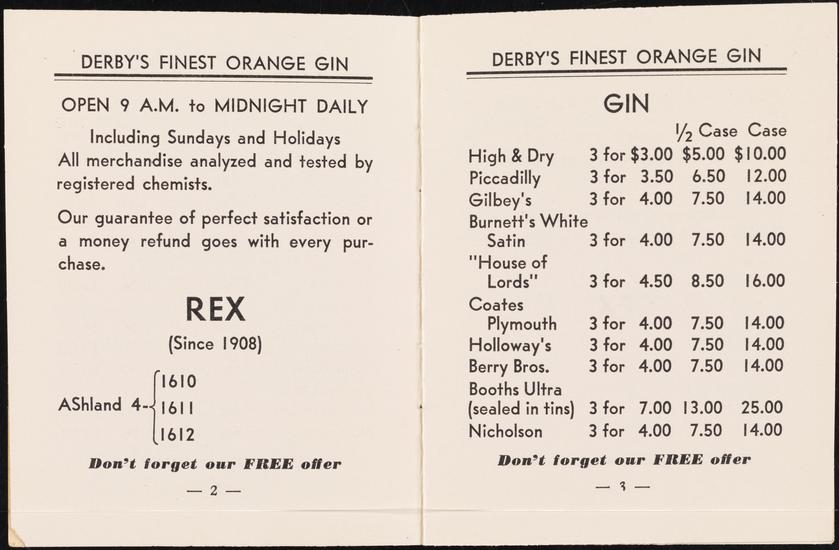 DERBY'S FINEST ORANGE GIN
OPEN 9 A.M. to MIDNIGHT DAILY
Including Sundays and Holidays
All merchandise analyzed and tested by
registered chemists.
Our guarantee of perfect satisfaction or
a money refund goes with every pur-
chase.
REX
(Since 1908)
1610
AShland 4-- 1611
1612
Don't forget our FREE offer
— 2 —
DERBY'S FINEST ORANGE GIN
GIN
1/2 Case Case
High & Dry 3 for $3.00 $5.00 $10.00
Piccadilly 3 for 3.50 6.50 12.00
Gilbey's 3 for 4.00 7.50 14.00
Burnett's White
Satin 3 for 4.00 7.50 14.00
"House of
Lords" 3 for 4.50 8.50 16.00
Coates
Plymouth 3 for 4.00 7.50 14.00
Holloway's 3 for 4.00 7.50 14.00
Berry Bros. 3 for 4.00 7.50 14.00
Booths Ultra
(sealed in tins) 3 for 7.00 13.00 25.00
Nicholson 3 for 4.00 7.50 14.00
Don't forget our FREE offer
— 3 —